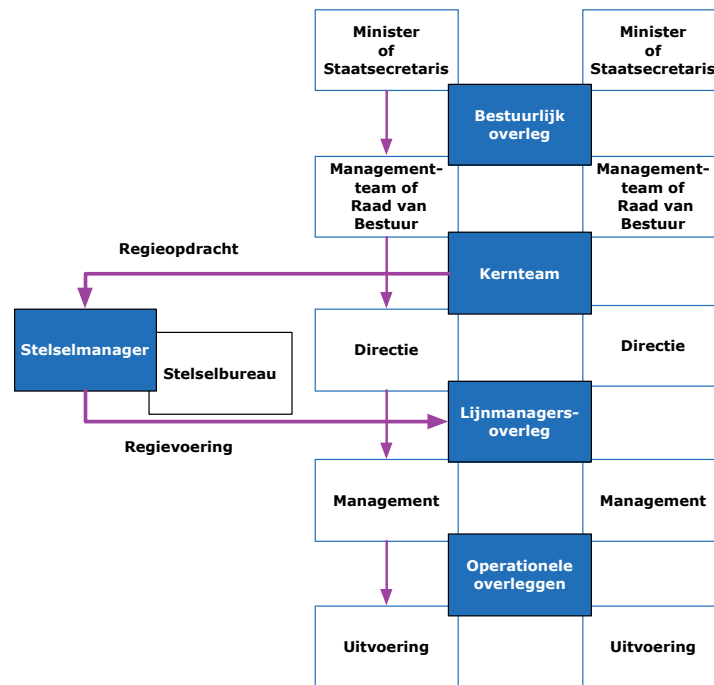 Minister
of
Staatsecretaris
Minister
of
Staatsecretaris
Bestuurlijk
overleg
Management-
team of
Raad van
Bestuur
Management-
team of
Raad van
Bestuur
Regieopdracht
Kernteam
Stelselmanager
Stelselbureau
Directie
Directie
Lijnmanagers-
overleg
Regievoering
Management
Management
Operationele
overleggen
Uitvoering
Uitvoering